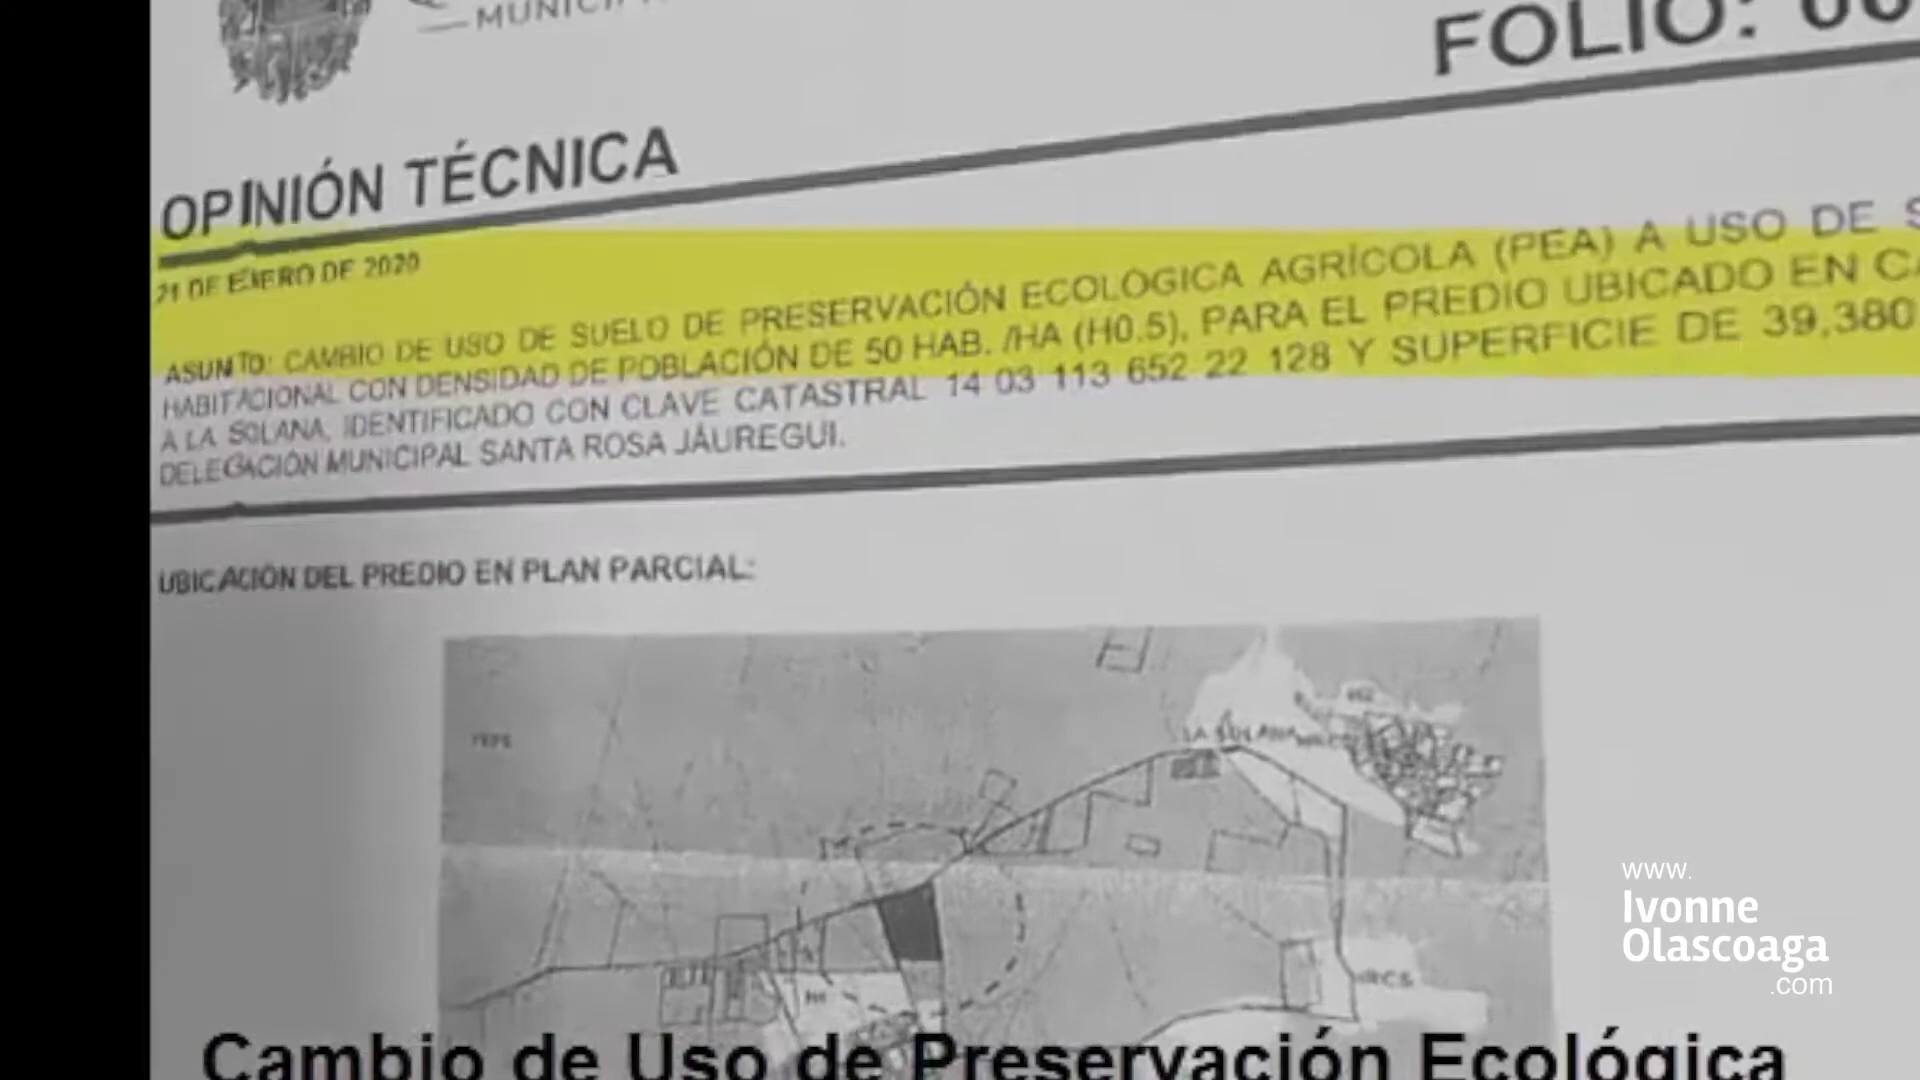 FOLIO:
OPINIÓN TÉCNICA
21 DE ENERO DE 2020
ASUNTO: CAMBIO DE USO DE SUELO DE PRESERVACIÓN ECOLÓGICA AGRÍCOLA (PEA) A USO DE
HABITACIONAL CON DENSIDAD DE POBLACIÓN DE 50 HAB. /HA (H0.5), PARA EL PREDIO UBICADO EN
A LA SOLANA, IDENTIFICADO CON CLAVE CATASTRAL 14 03 113 652 22 128 Y SUPERFICIE DE 39,380
DELEGACIÓN MUNICIPAL SANTA ROSA JÁUREGUI.
UBICACIÓN DEL PREDIO EN PLAN PARCIAL:
LA SOLANA
www.
Ivonne
Olascoaga
.com
Cambio de Uso de Preservación Ecológica